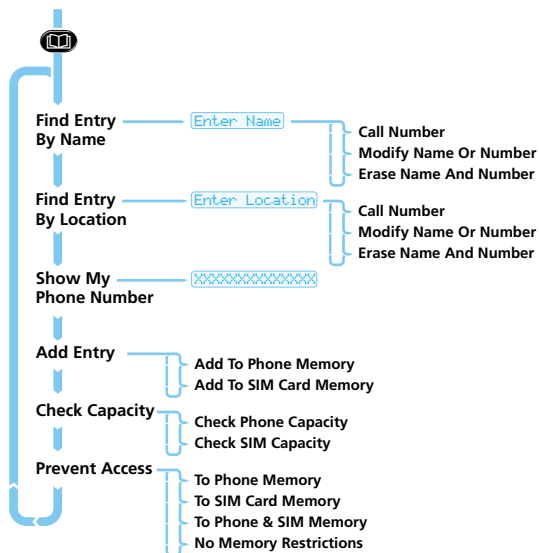 Find Entry
By Name
Enter Name
Call Number
Modify Name Or Number
Erase Name And Number
Find Entry
By Location
Enter Location
Call Number
Modify Name Or Number
Erase Name And Number
Show My
Phone Number
XXXXXXXXXXXXX
Add Entry
Add To Phone Memory
Add To SIM Card Memory
Check Capacity
Check Phone Capacity
Check SIM Capacity
Prevent Access
To Phone Memory
To SIM Card Memory
To Phone & SIM Memory
No Memory Restrictions